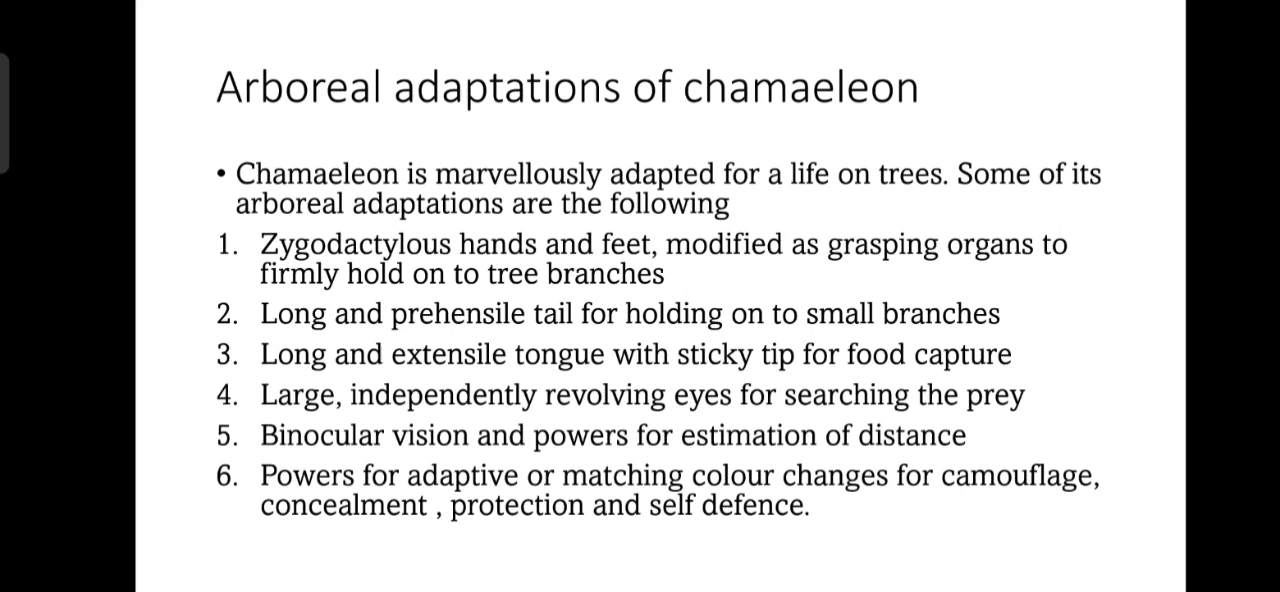 Arboreal adaptations of chamaeleon
• Chamaeleon is marvellously adapted for a life on trees. Some of its
arboreal adaptations are the following
1. Zygodactylous hands and feet, modified as grasping organs to
firmly hold on to tree branches
2. Long and prehensile tail for holding on to small branches
3. Long and extensile tongue with sticky tip for food capture
4. Large, independently revolving eyes for searching the prey
5. Binocular vision and powers for estimation of distance
6. Powers for adaptive or matching colour changes for camouflage,
concealment , protection and self defence.